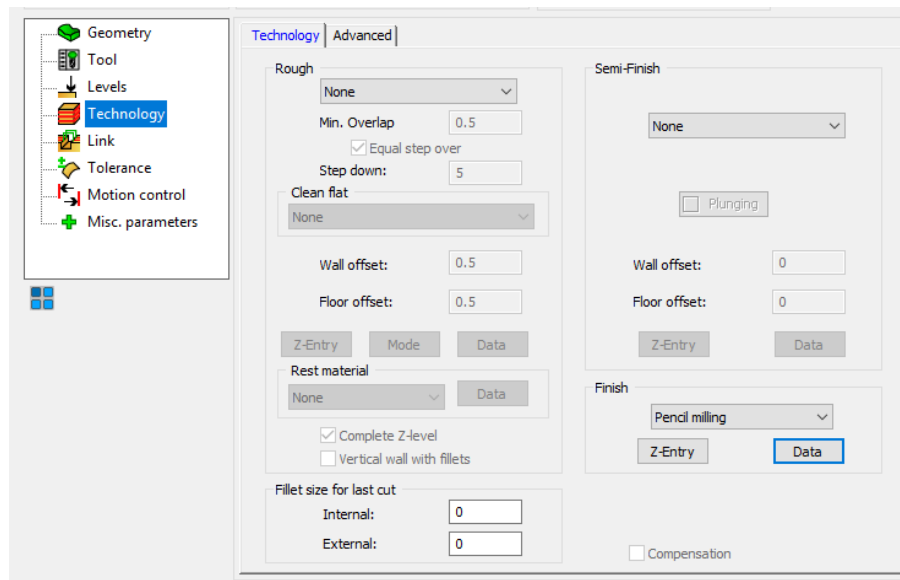 Geometry
Tool
Levels
Technology
Link
Tolerance
Motion control
Misc. parameters
Technology
Advanced
Rough
None
Min. Overlap
0.5
Equal step over
Step down:
5
Clean flat
None
Wall offset:
0.5
Floor offset:
0.5
Z-Entry
Mode
Data
Rest material
None
Data
Complete Z-level
Vertical wall with fillets
Fillet size for last cut
Internal:
0
External:
0
Semi-Finish
None
Plunging
Wall offset:
0
Floor offset:
0
Z-Entry
Data
Finish
Pencil milling
Z-Entry
Data
Compensation